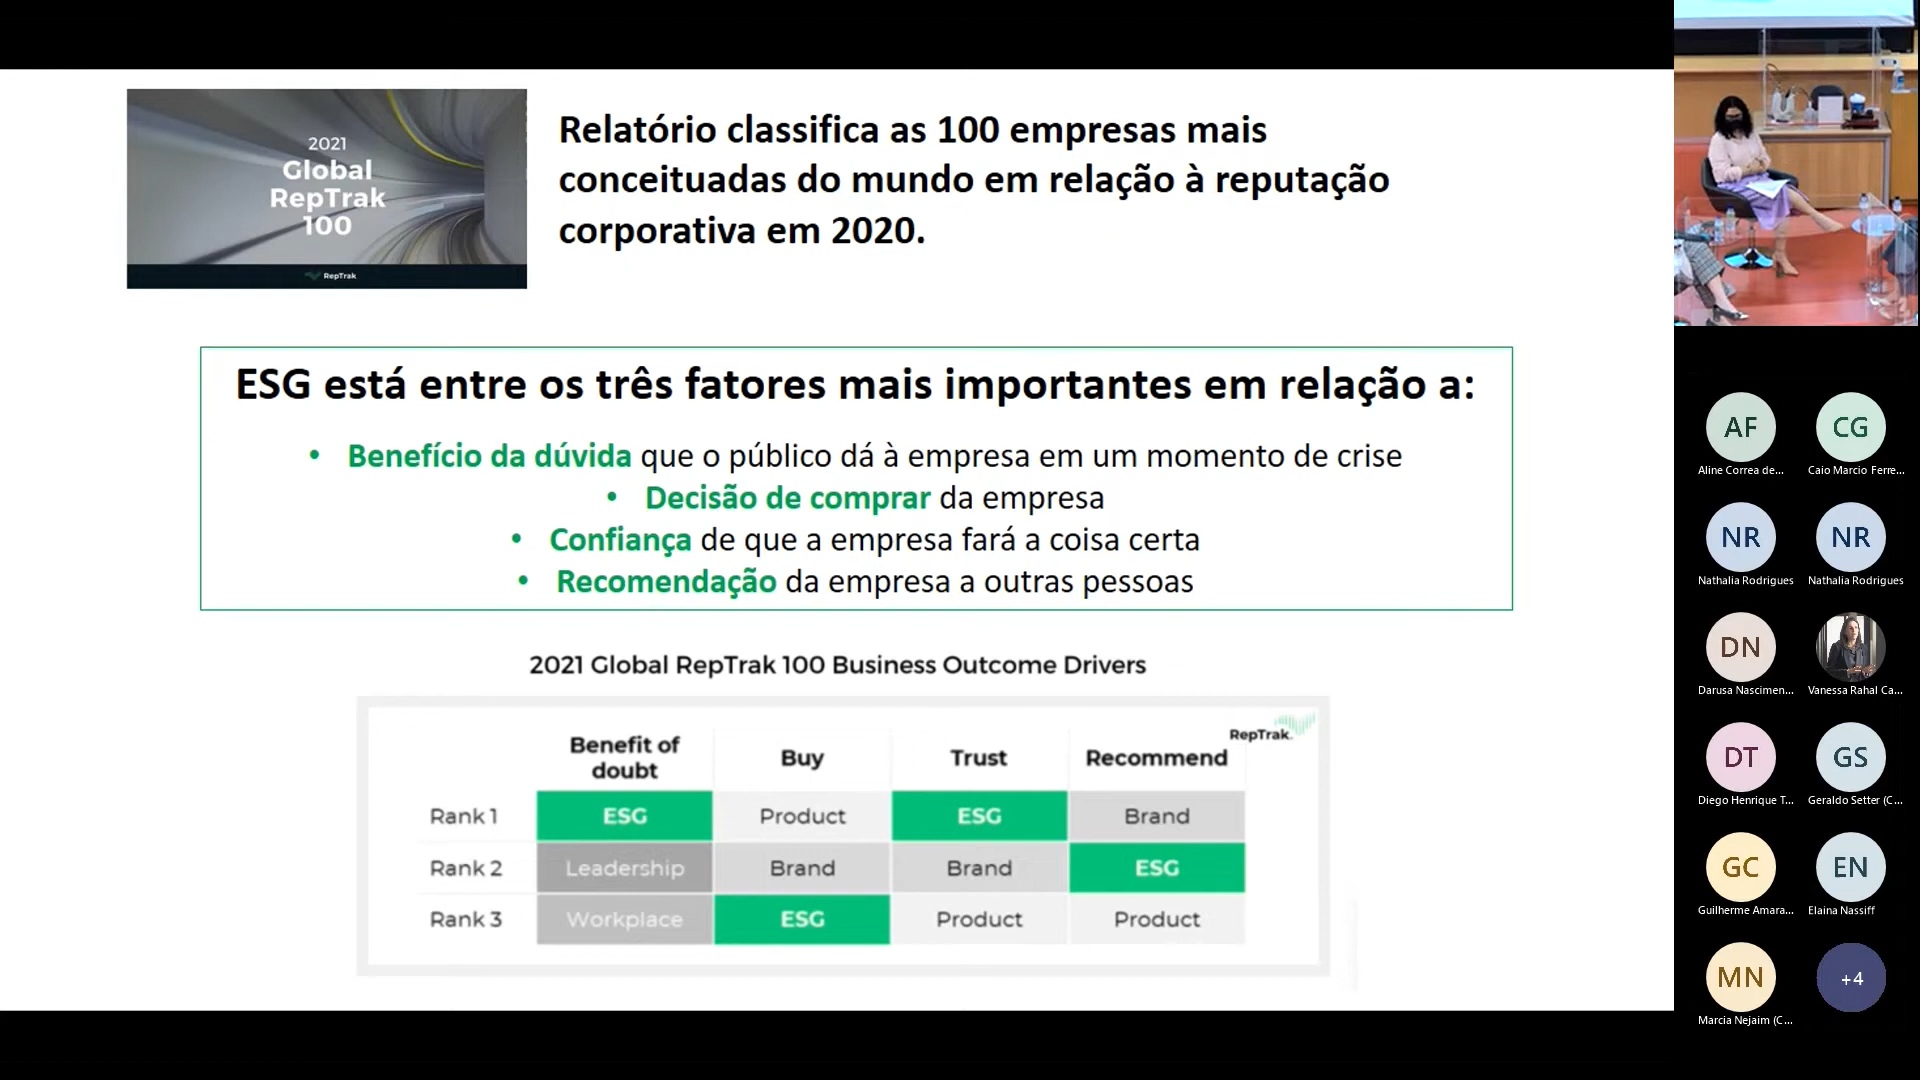 2021
Global
RepTrak
100
RepTrak
Relatório classifica as 100 empresas mais
conceituadas do mundo em relação à reputação
corporativa em 2020.
ESG está entre os três fatores mais importantes em relação a:
• Benefício da dúvida que o público dá à empresa em um momento de crise
• Decisão de comprar da empresa
• Confiança de que a empresa fará a coisa certa
• Recomendação da empresa a outras pessoas
2021 Global RepTrak 100 Business Outcome Drivers
RepTrak.
Benefit of doubt Buy Trust Recommend
Rank 1 ESG Product ESG Brand
Rank 2 Leadership Brand Brand ESG
Rank 3 Workplace ESG Product Product
AF CG
Aline Correa de... Caio Marcio Ferre...
NR NR
Nathalia Rodrigues Nathalia Rodrigues
DN
Darusa Nascimen... Vanessa Rahal Ca...
DT GS
Diego Henrique T... Geraldo Setter (C...
GC EN
Guilherme Amara... Elaina Nassiff
MN +4
Marcia Nejaim (C...